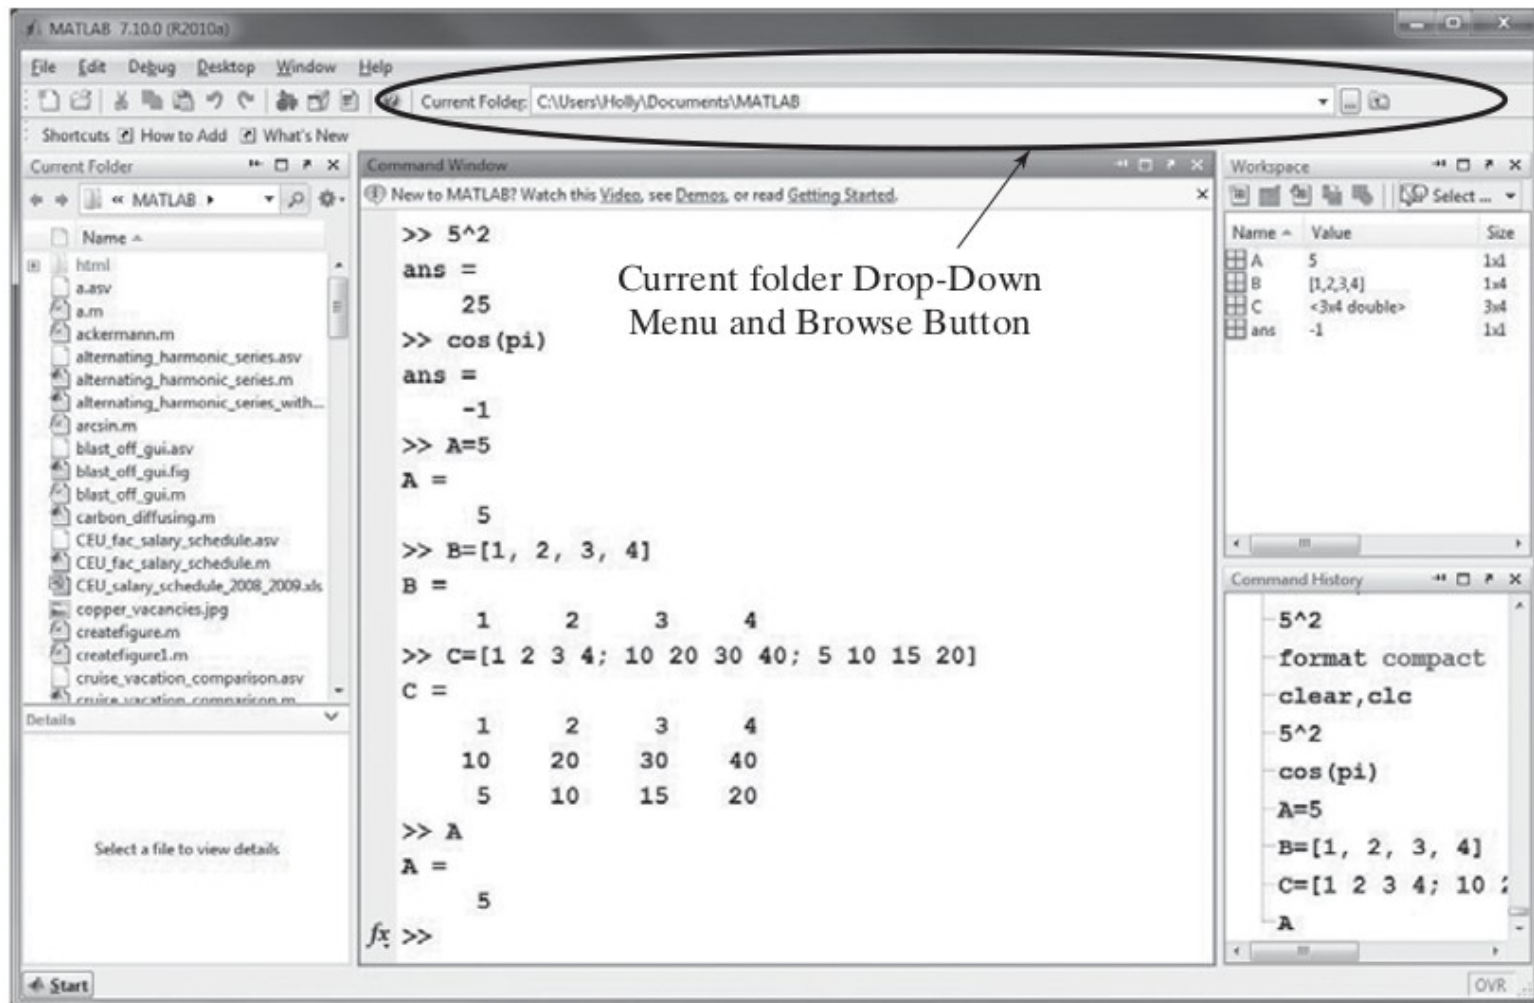 MATLAB 7.10.0 (R2010a)
File Edit Debug Desktop Window Help
Current Folder: C:\Users\Holly\Documents\MATLAB
Shortcuts How to Add What's New
Current Folder
« MATLAB
Name
html
a.asv
a.m
ackermann.m
alternating_harmonic_series.asv
alternating_harmonic_series.m
alternating_harmonic_series_with...
arcsin.m
blast_off_gui.asv
blast_off_gui.fig
blast_off_gui.m
carbon_diffusing.m
CEU_fac_salary_schedule.asv
CEU_fac_salary_schedule.m
CEU_salary_schedule_2008_2009.xls
copper_vacancies.jpg
createfigure.m
createfigure1.m
cruise_vacation_comparison.asv
cruise_vacation_comparison.m
Details
Select a file to view details
Start
Command Window
New to MATLAB? Watch this Video, see Demos, or read Getting Started.
>> 5^2
ans =
25
>> cos(pi)
ans =
-1
>> A=5
A =
5
>> B=[1, 2, 3, 4]
B =
1 2 3 4
>> C=[1 2 3 4; 10 20 30 40; 5 10 15 20]
C =
1 2 3 4
10 20 30 40
5 10 15 20
>> A
A =
5
fx >>
Current folder Drop-Down
Menu and Browse Button
Workspace
Select ...
Name Value Size
A 5 1x1
B [1,2,3,4] 1x4
C <3x4 double> 3x4
ans -1 1x1
Command History
5^2
format compact
clear,clc
5^2
cos(pi)
A=5
B=[1, 2, 3, 4]
C=[1 2 3 4; 10 2
A
OVR